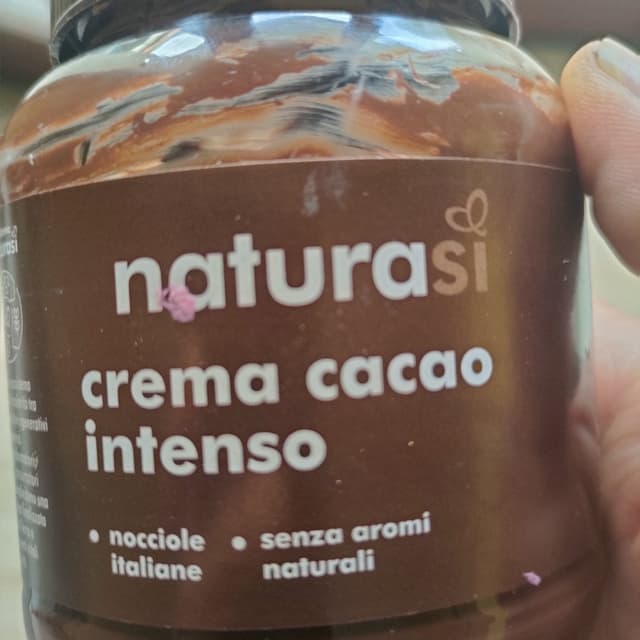 naturasì
crema cacao
intenso
• nocciole
italiane
• senza aromi
naturali